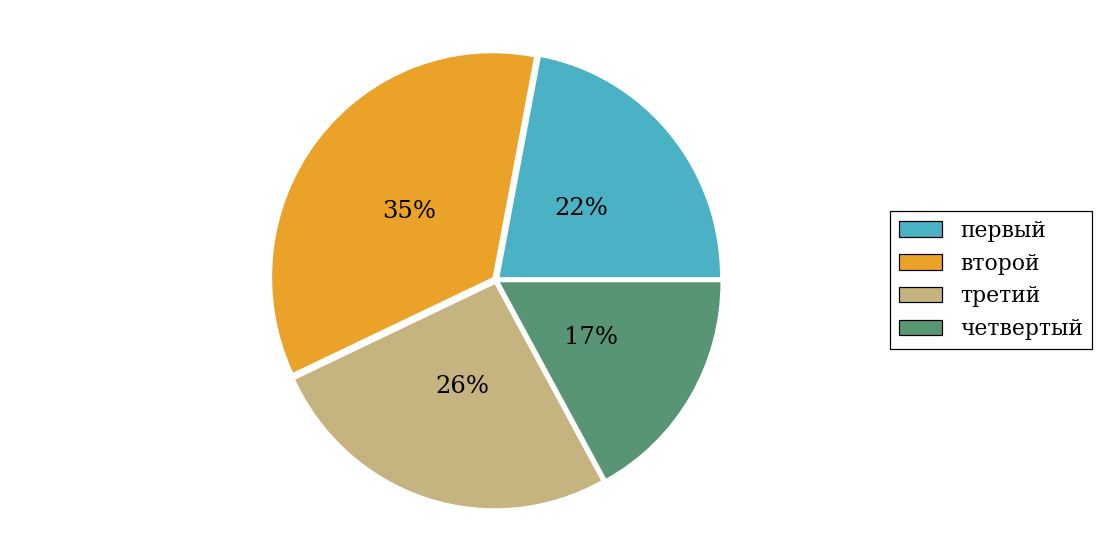 22%
35%
17%
26%
первый
второй
третий
четвертый